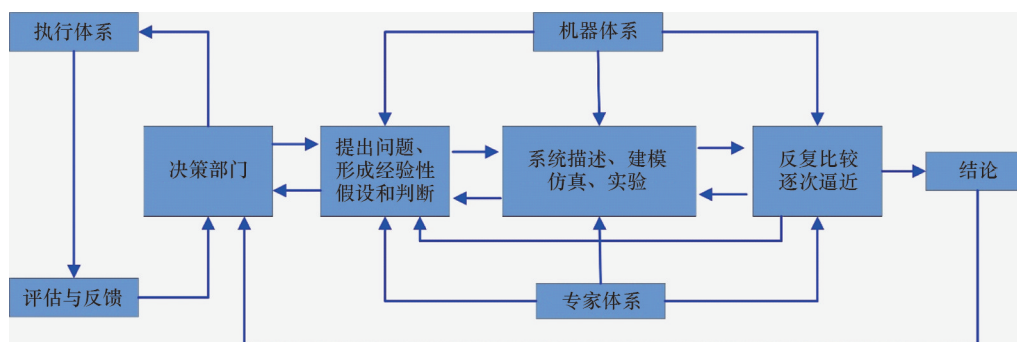 执行体系
机器体系
决策部门
提出问题、
形成经验性
假设和判断
系统描述、建模
仿真、实验
反复比较
逐次逼近
结论
评估与反馈
专家体系